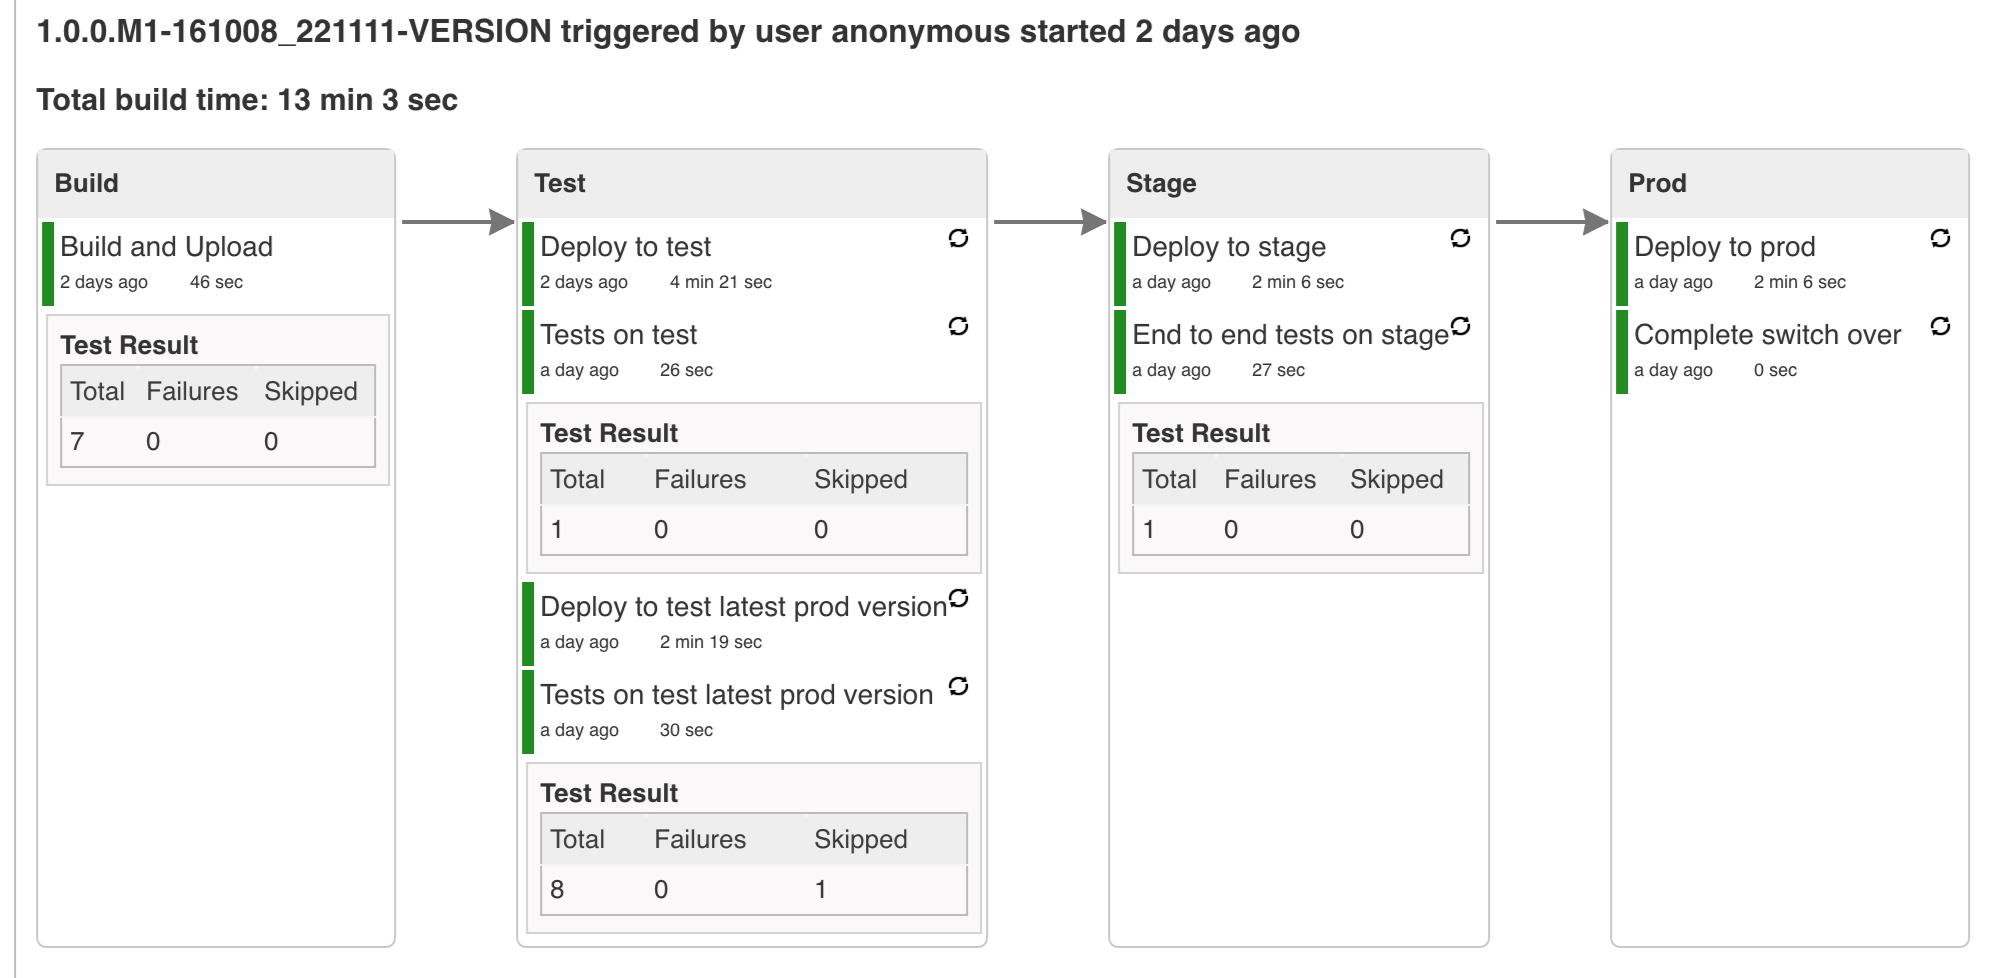 1.0.0.M1-161008_221111-VERSION triggered by user anonymous started 2 days ago
Total build time: 13 min 3 sec
Build
Build and Upload
2 days ago 46 sec
Test Result
Total Failures Skipped
7 0 0
Test
Deploy to test
2 days ago 4 min 21 sec
Tests on test
a day ago 26 sec
Test Result
Total Failures Skipped
1 0 0
Deploy to test latest prod version
a day ago 2 min 19 sec
Tests on test latest prod version
a day ago 30 sec
Test Result
Total Failures Skipped
8 0 1
Stage
Deploy to stage
a day ago 2 min 6 sec
End to end tests on stage
a day ago 27 sec
Test Result
Total Failures Skipped
1 0 0
Prod
Deploy to prod
a day ago 2 min 6 sec
Complete switch over
a day ago 0 sec